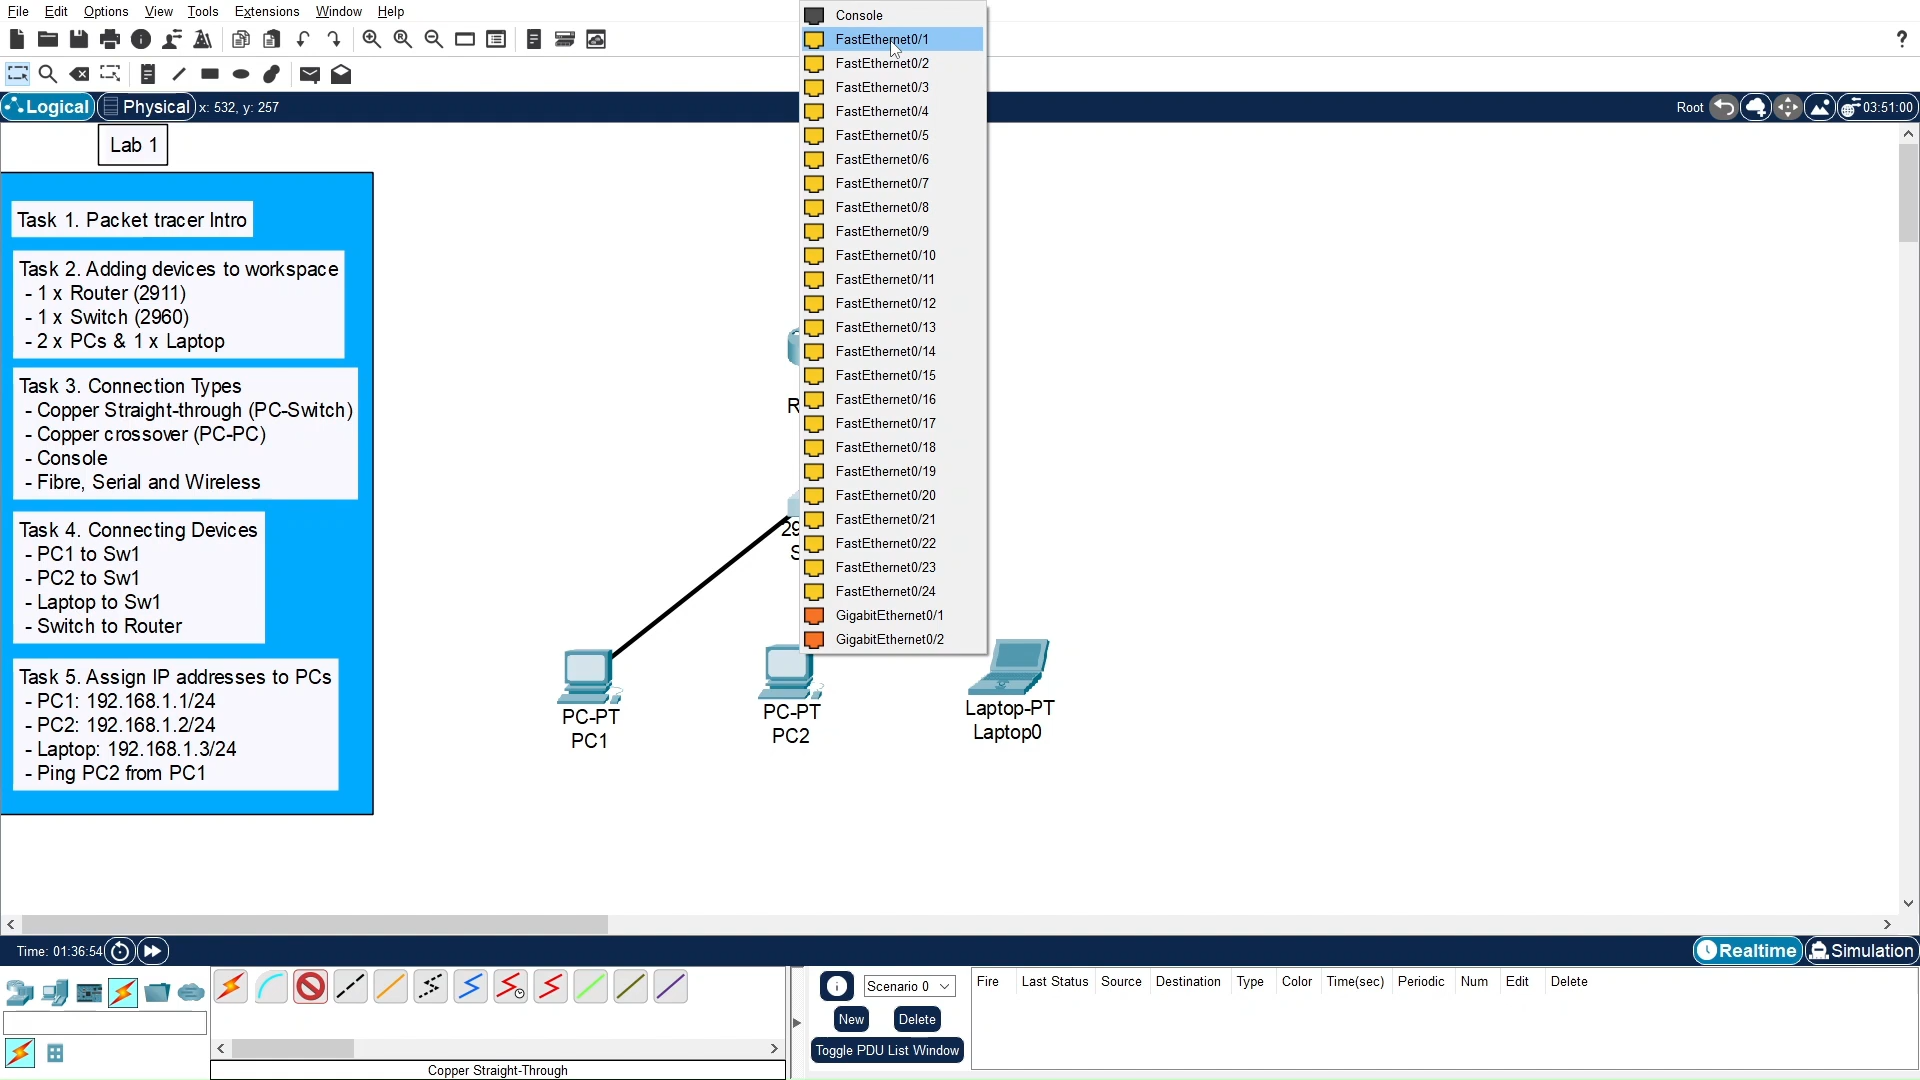 File Edit Options View Tools Extensions Window Help
Logical Physical x: 532, y: 257
Root 03:51:00
Lab 1
Task 1. Packet tracer Intro
Task 2. Adding devices to workspace
- 1 x Router (2911)
- 1 x Switch (2960)
- 2 x PCs & 1 x Laptop
Task 3. Connection Types
- Copper Straight-through (PC-Switch)
- Copper crossover (PC-PC)
- Console
- Fibre, Serial and Wireless
Task 4. Connecting Devices
- PC1 to Sw1
- PC2 to Sw1
- Laptop to Sw1
- Switch to Router
Task 5. Assign IP addresses to PCs
- PC1: 192.168.1.1/24
- PC2: 192.168.1.2/24
- Laptop: 192.168.1.3/24
- Ping PC2 from PC1
Console
FastEthernet0/1
FastEthernet0/2
FastEthernet0/3
FastEthernet0/4
FastEthernet0/5
FastEthernet0/6
FastEthernet0/7
FastEthernet0/8
FastEthernet0/9
FastEthernet0/10
FastEthernet0/11
FastEthernet0/12
FastEthernet0/13
FastEthernet0/14
FastEthernet0/15
FastEthernet0/16
FastEthernet0/17
FastEthernet0/18
FastEthernet0/19
FastEthernet0/20
FastEthernet0/21
FastEthernet0/22
FastEthernet0/23
FastEthernet0/24
GigabitEthernet0/1
GigabitEthernet0/2
R
29
S
PC-PT
PC1
PC-PT
PC2
Laptop-PT
Laptop0
Time: 01:36:54
Realtime Simulation
Copper Straight-Through
Scenario 0
New Delete
Toggle PDU List Window
Fire Last Status Source Destination Type Color Time(sec) Periodic Num Edit Delete